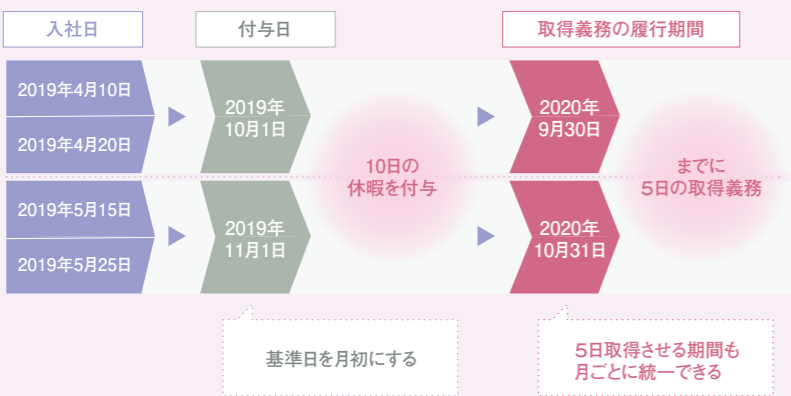 入社日
付与日
取得義務の履行期間
2019年4月10日
2019年4月20日
2019年
10月1日
10日の
休暇を付与
2020年
9月30日
までに
5日の取得義務
2019年5月15日
2019年5月25日
2019年
11月1日
2020年
10月31日
基準日を月初にする
5日取得させる期間も
月ごとに統一できる